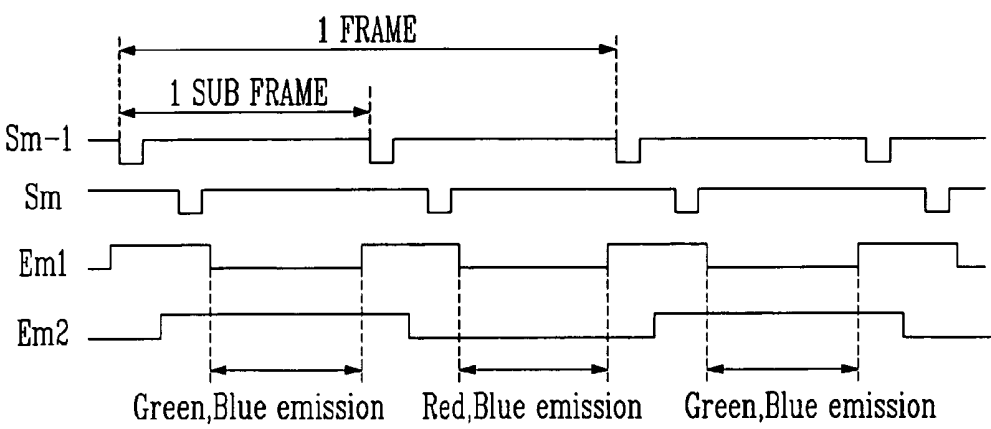 1 FRAME
1 SUB FRAME
Sm-1
Sm
Em1
Em2
Green,Blue emission
Red,Blue emission
Green,Blue emission